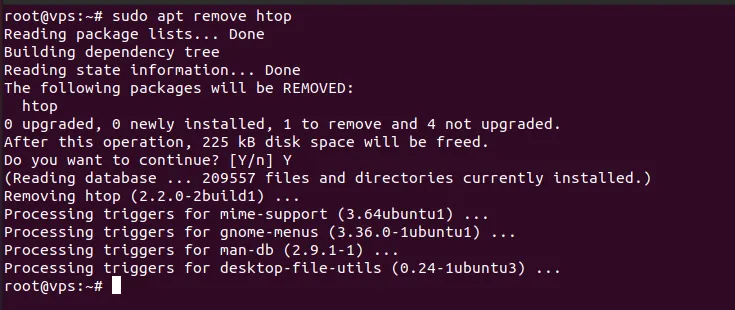 root@vps:~# sudo apt remove htop
Reading package lists... Done
Building dependency tree
Reading state information... Done
The following packages will be REMOVED:
  htop
0 upgraded, 0 newly installed, 1 to remove and 4 not upgraded.
After this operation, 225 kB disk space will be freed.
Do you want to continue? [Y/n] Y
(Reading database ... 209557 files and directories currently installed.)
Removing htop (2.2.0-2build1) ...
Processing triggers for mime-support (3.64ubuntu1) ...
Processing triggers for gnome-menus (3.36.0-1ubuntu1) ...
Processing triggers for man-db (2.9.1-1) ...
Processing triggers for desktop-file-utils (0.24-1ubuntu3) ...
root@vps:~#